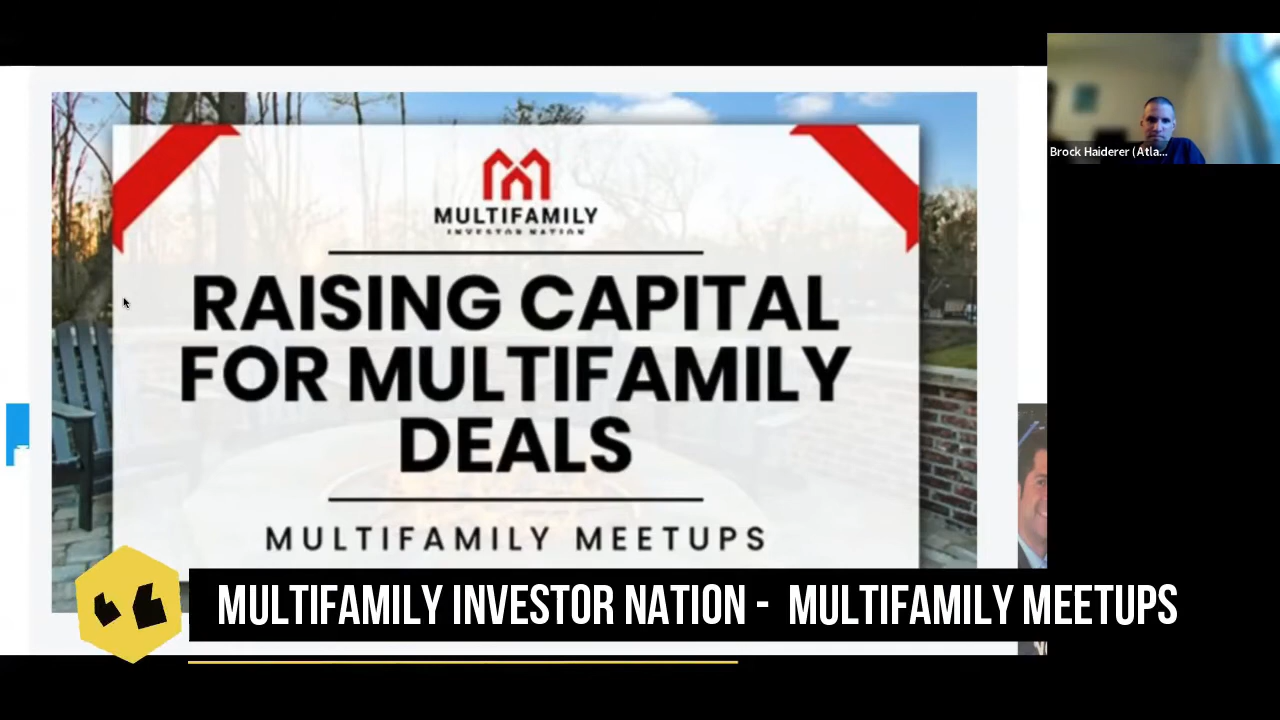 MULTIFAMILY
INVESTOR NATION
RAISING CAPITAL
FOR MULTIFAMILY
DEALS
MULTIFAMILY MEETUPS
Brock Haiderer (Atla...
MULTIFAMILY INVESTOR NATION - MULTIFAMILY MEETUPS